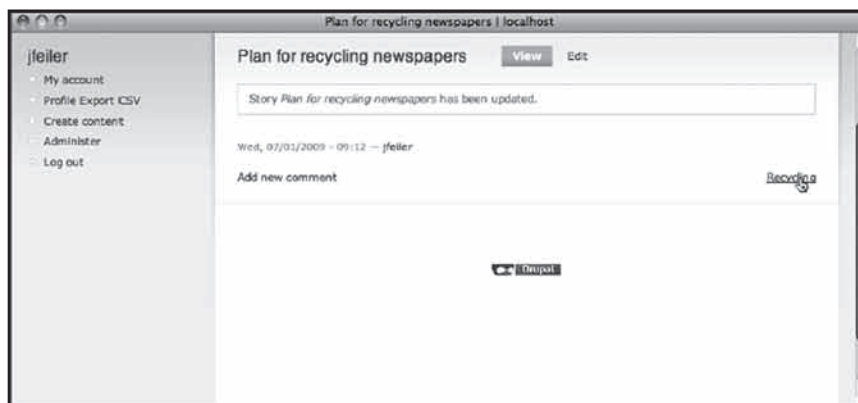 Plan for recycling newspapers | localhost
jfeiler
My account
Profile Export CSV
Create content
Administer
Log out
Plan for recycling newspapers View Edit
Story Plan for recycling newspapers has been updated.
Wed, 07/01/2009 - 09:12 — jfeiler
Add new comment
Recycling
Drupal